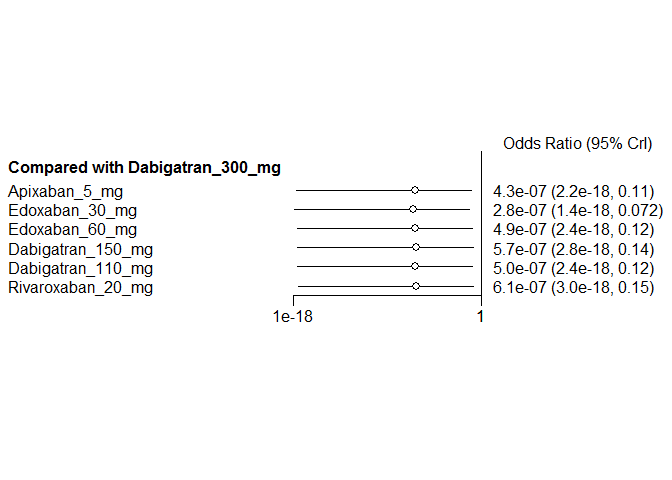 Odds Ratio (95% CrI)
Compared with Dabigatran_300_mg
Apixaban_5_mg 4.3e-07 (2.2e-18, 0.11)
Edoxaban_30_mg 2.8e-07 (1.4e-18, 0.072)
Edoxaban_60_mg 4.9e-07 (2.4e-18, 0.12)
Dabigatran_150_mg 5.7e-07 (2.8e-18, 0.14)
Dabigatran_110_mg 5.0e-07 (2.4e-18, 0.12)
Rivaroxaban_20_mg 6.1e-07 (3.0e-18, 0.15)
1e-18 1